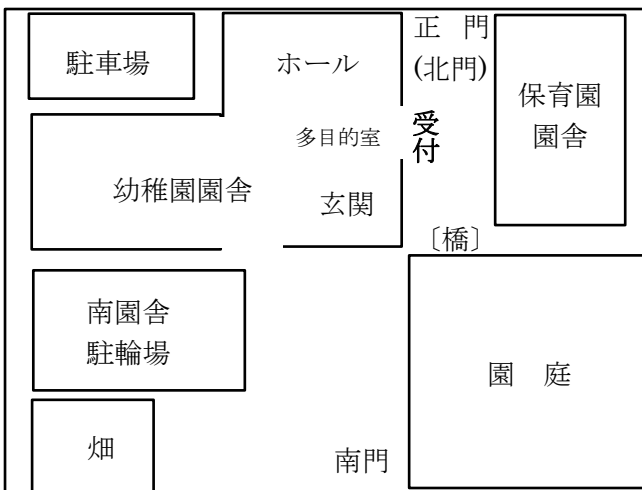 駐車場
ホール
正　門
(北門)
保育園
園舎
多目的室
受付
幼稚園園舎
玄関
〔橋〕
南園舎
駐輪場
園　庭
畑
南門